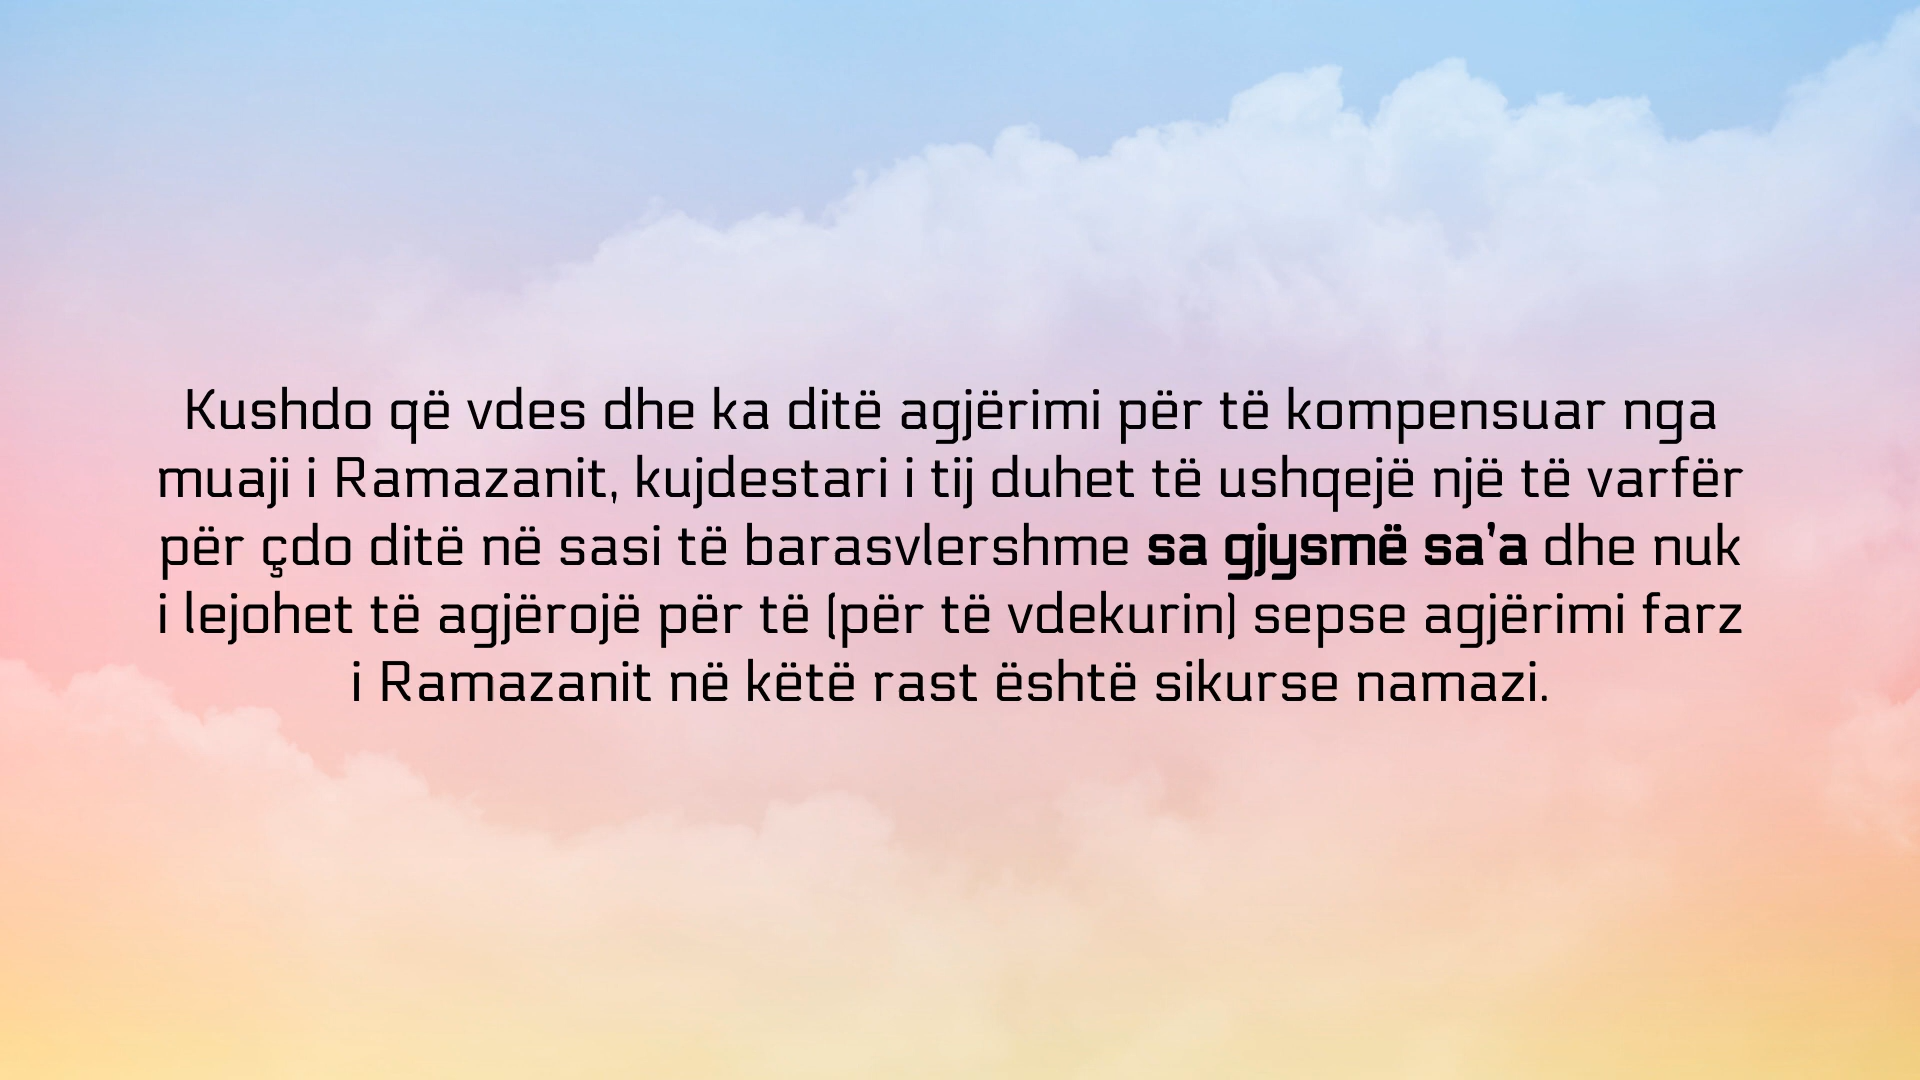 Kushdo që vdes dhe ka ditë agjërimi për të kompensuar nga
muaji i Ramazanit, kujdestari i tij duhet të ushqejë një të varfër
për çdo ditë në sasi të barasvlershme sa gjysmë sa'a dhe nuk
i lejohet të agjërojë për të (për të vdekurin) sepse agjërimi farz
i Ramazanit në këtë rast është sikurse namazi.